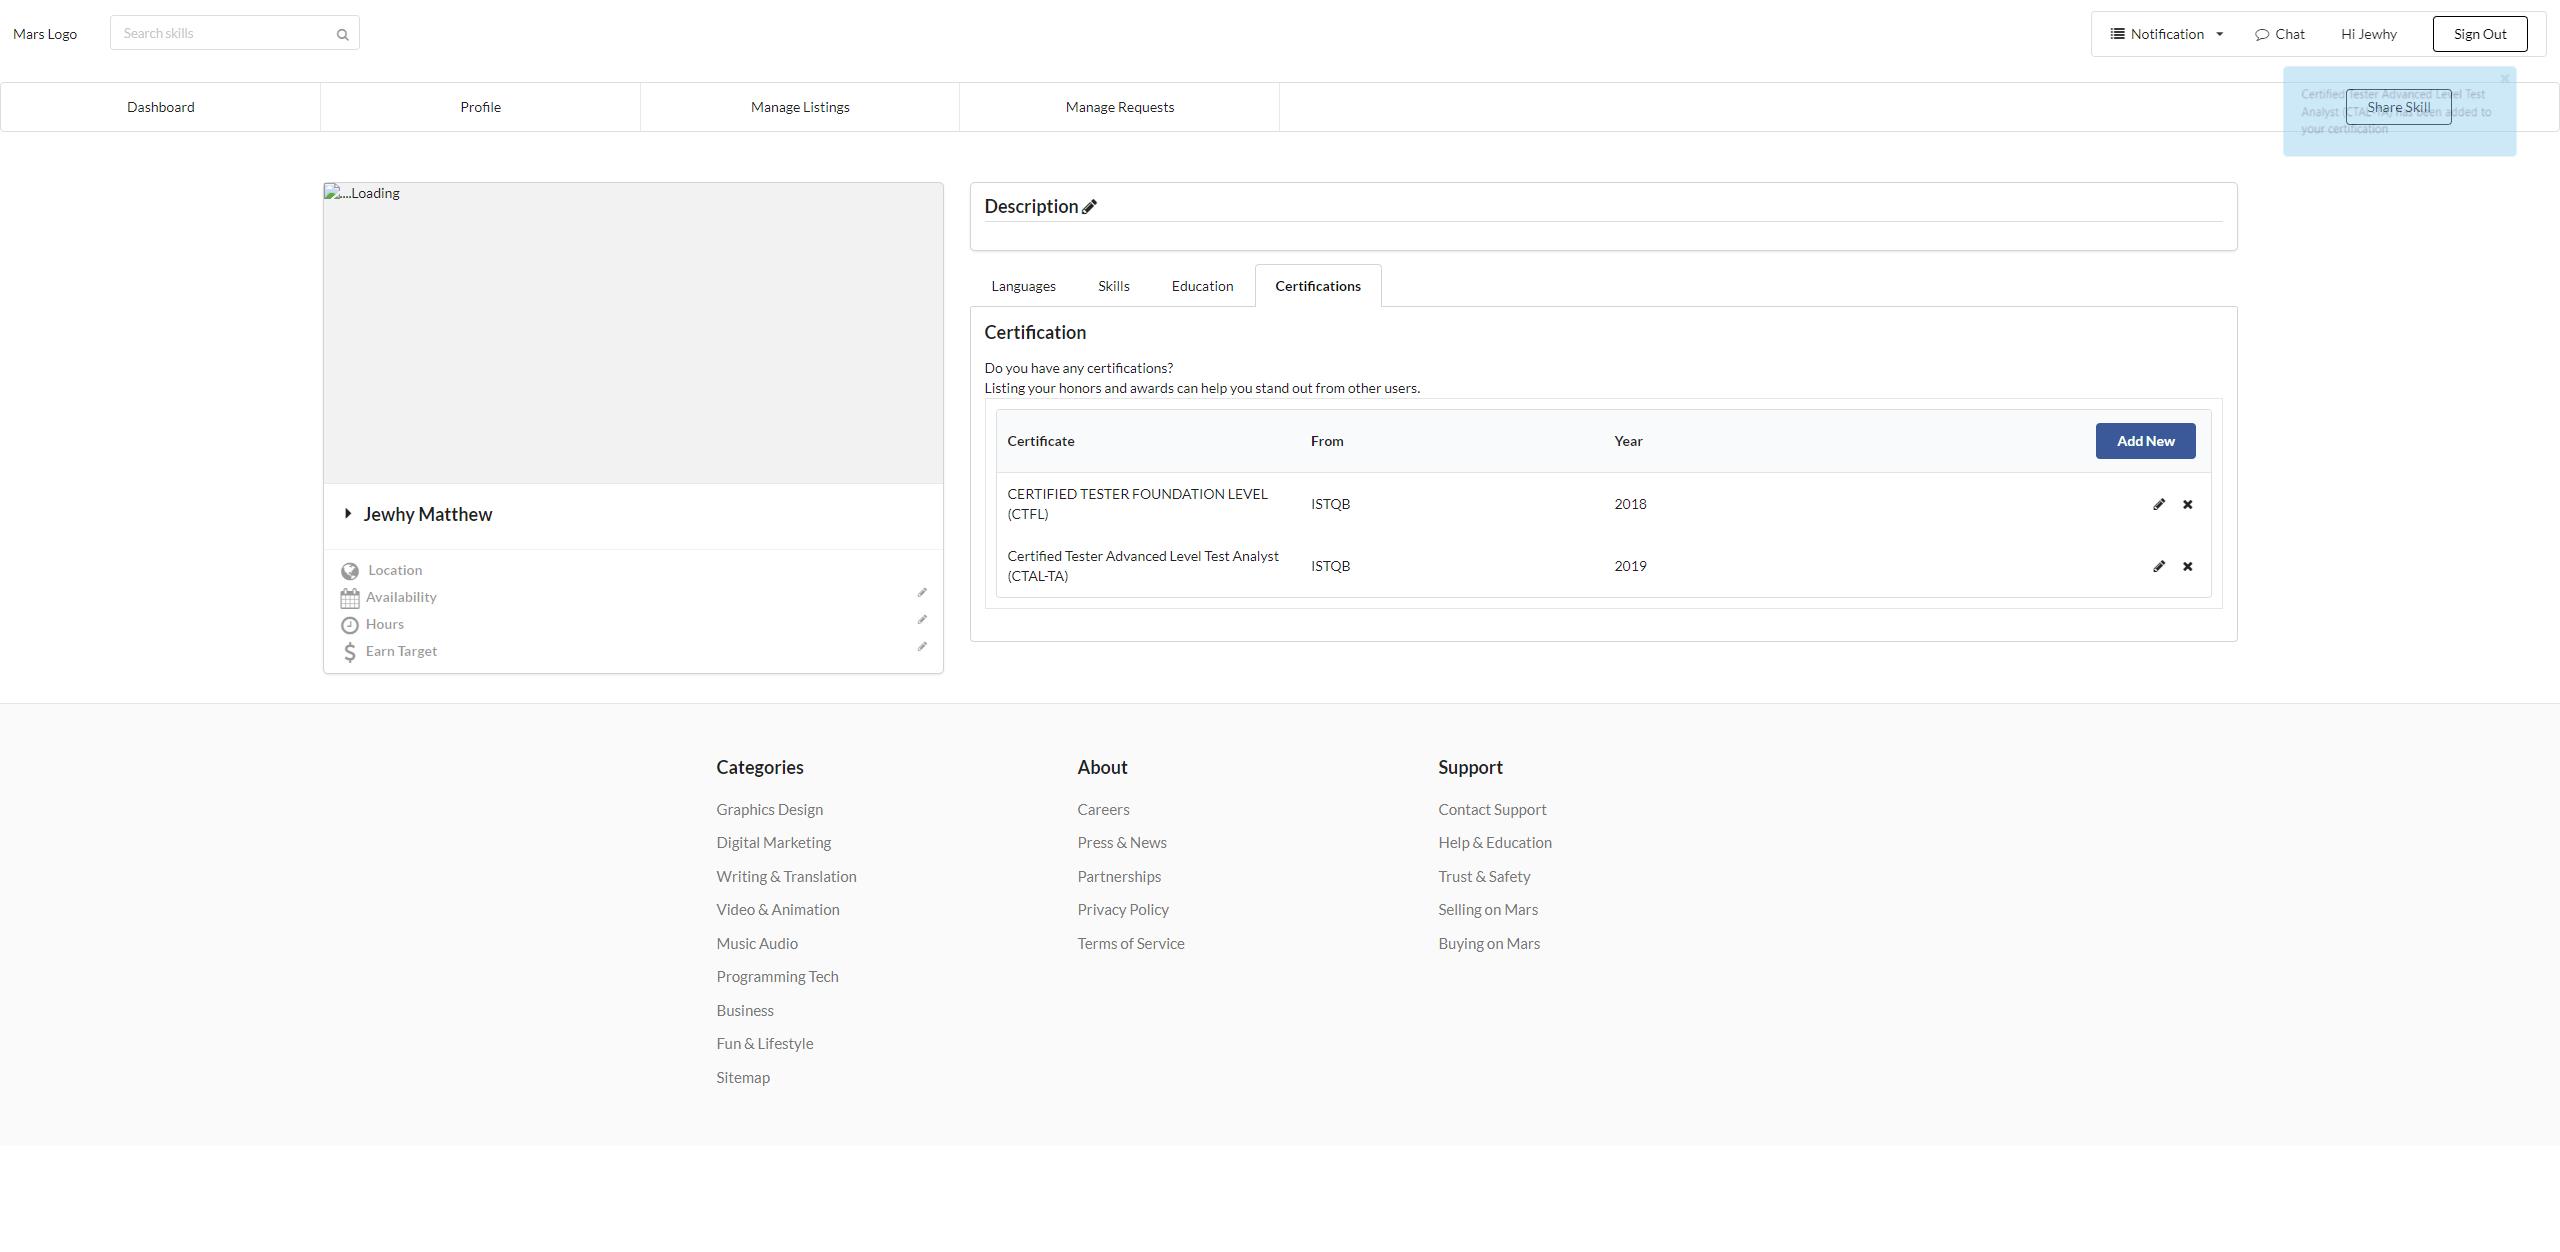 Mars Logo
Search skills
Notification
Chat
Hi Jewhy
Sign Out
Dashboard
Profile
Manage Listings
Manage Requests
Share Skill
Certified Tester Advanced Level Test
Analyst (CTAL-TA) has been added to
your certification
....Loading
Jewhy Matthew
Location
Availability
Hours
Earn Target
Description
Languages
Skills
Education
Certifications
Certification
Do you have any certifications?
Listing your honors and awards can help you stand out from other users.
Certificate From Year Add New
CERTIFIED TESTER FOUNDATION LEVEL
(CTFL)
ISTQB
2018
Certified Tester Advanced Level Test Analyst
(CTAL-TA)
ISTQB
2019
Categories
Graphics Design
Digital Marketing
Writing & Translation
Video & Animation
Music Audio
Programming Tech
Business
Fun & Lifestyle
Sitemap
About
Careers
Press & News
Partnerships
Privacy Policy
Terms of Service
Support
Contact Support
Help & Education
Trust & Safety
Selling on Mars
Buying on Mars